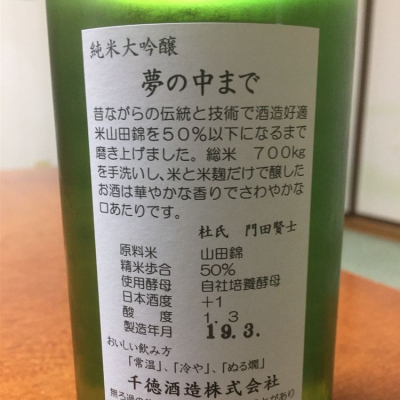 純米大吟醸
夢の中まで
昔ながらの伝統と技術で酒造好適
米山田錦を50%以下になるまで
磨き上げました。総米 700kg
を手洗いし、米と米麹だけで醸した
お酒は華やかな香りでさわやかな
口あたりです。
杜氏 門田賢士
原料米 山田錦
精米歩合 50%
使用酵母 自社培養酵母
日本酒度 +1
酸度 1.3
製造年月 19.3.
おいしい飲み方
「常温」、「冷や」、「ぬる燗」
千徳酒造株式会社